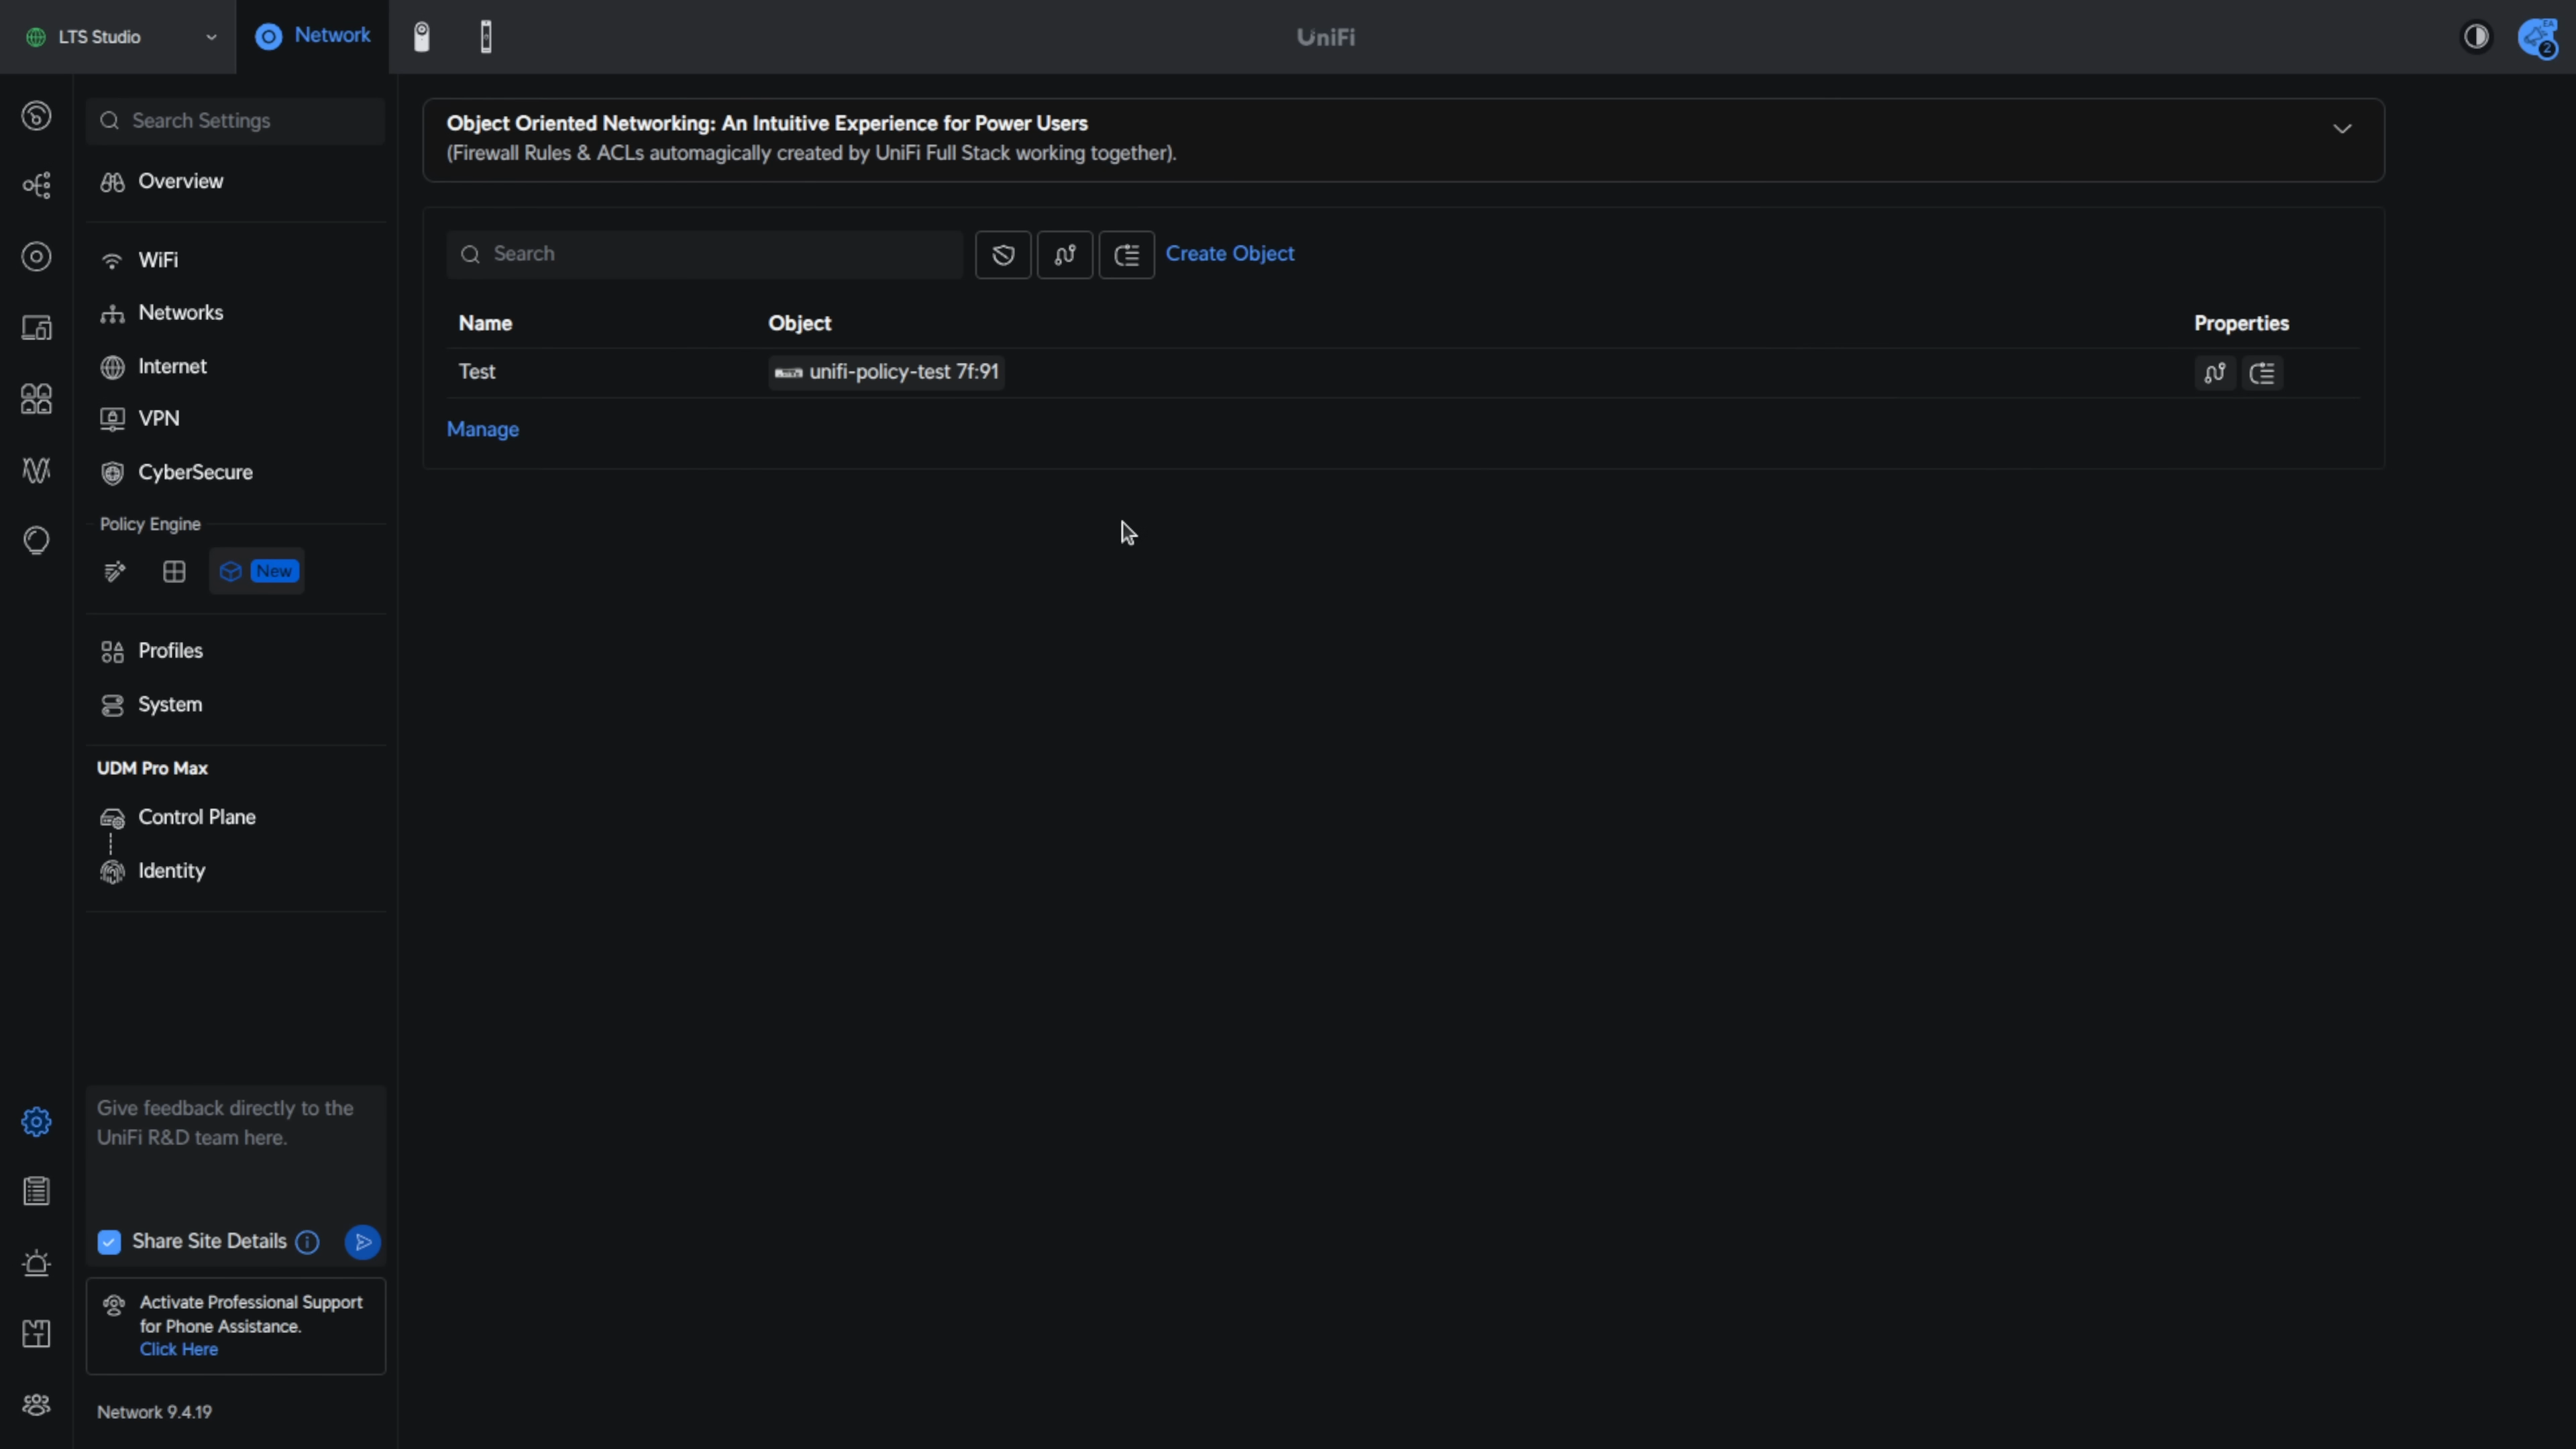 LTS Studio
Network
UniFi
EA
2
Search Settings
Overview
WiFi
Networks
Internet
VPN
CyberSecure
Policy Engine
New
Profiles
System
UDM Pro Max
Control Plane
Identity
Give feedback directly to the
UniFi R&D team here.
Share Site Details
Activate Professional Support
for Phone Assistance.
Click Here
Network 9.4.19
Object Oriented Networking: An Intuitive Experience for Power Users
(Firewall Rules & ACLs automagically created by UniFi Full Stack working together).
Search
Create Object
Name Object Properties
Test unifi-policy-test 7f:91
Manage